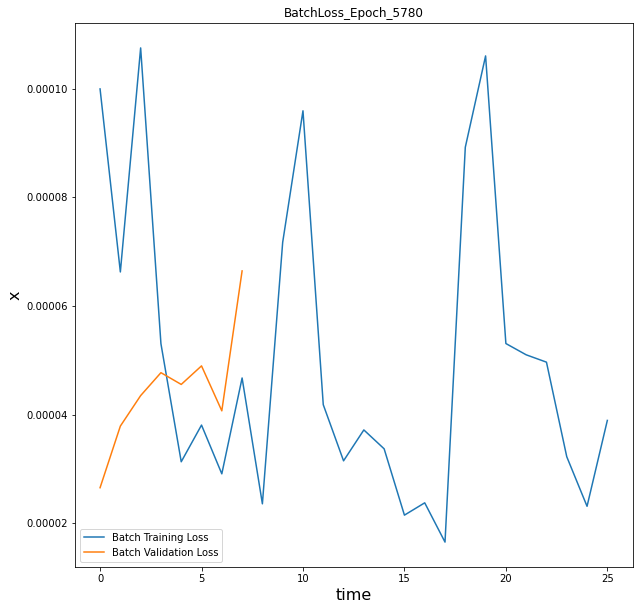 BatchLoss_Epoch_5780
x
0.00010
0.00008
0.00006
0.00004
0.00002
Batch Training Loss
Batch Validation Loss
0 5 10 15 20 25
time